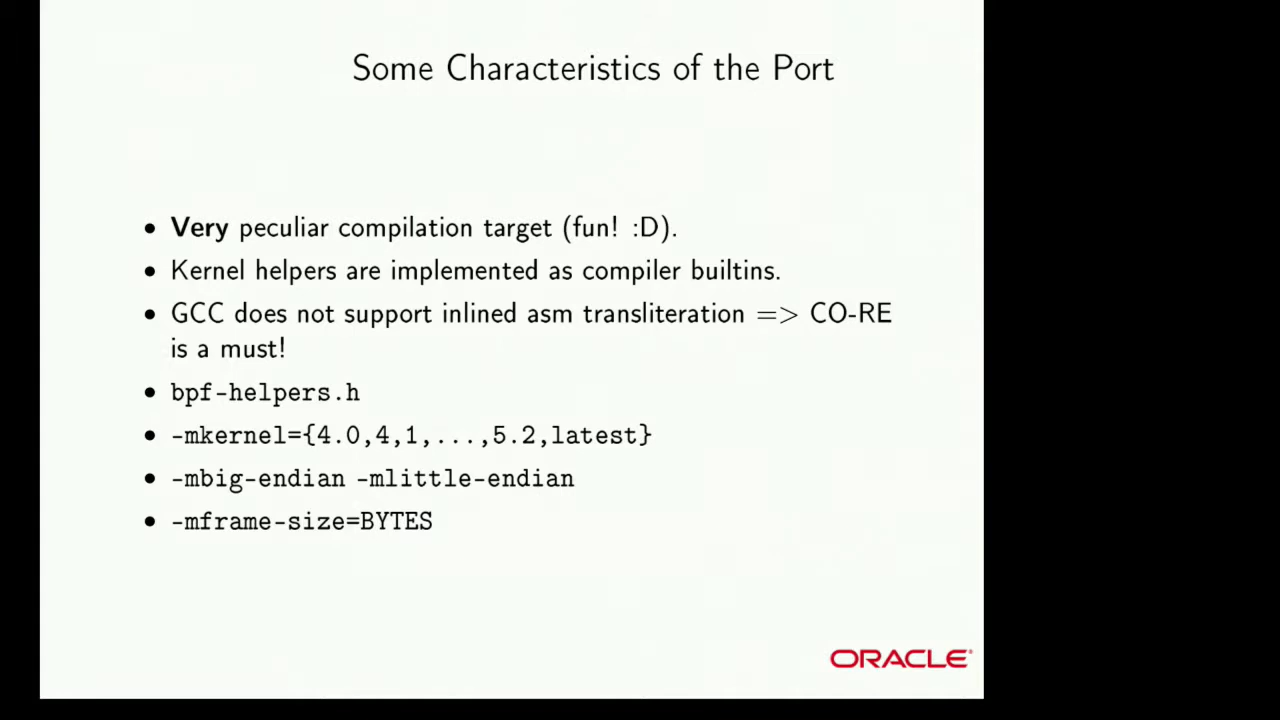 Some Characteristics of the Port
• Very peculiar compilation target (fun! :D).
• Kernel helpers are implemented as compiler builtins.
• GCC does not support inlined asm transliteration => CO-RE
is a must!
• bpf-helpers.h
• -mkernel={4.0,4,1,...,5.2,latest}
• -mbig-endian -mlittle-endian
• -mframe-size=BYTES
ORACLE